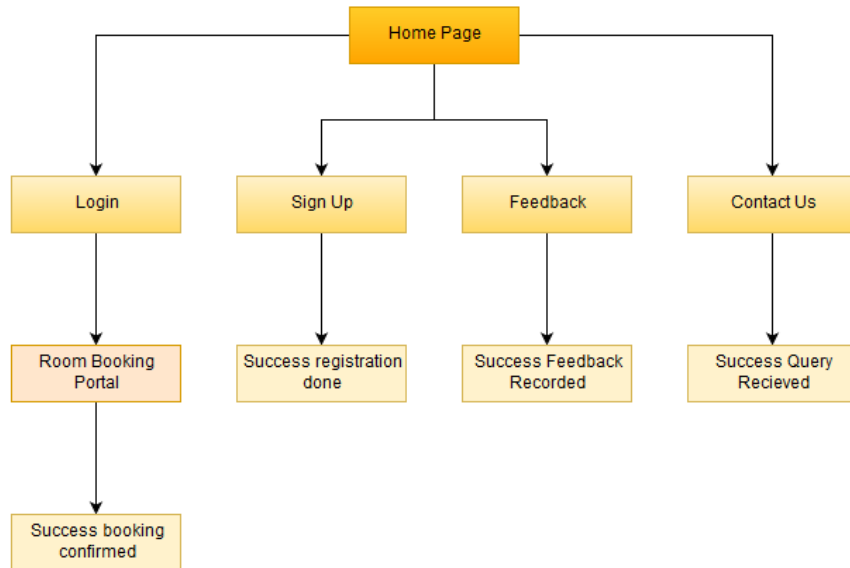 Home Page
Login
Sign Up
Feedback
Contact Us
Room Booking
Portal
Success registration
done
Success Feedback
Recorded
Success Query
Recieved
Success booking
confirmed